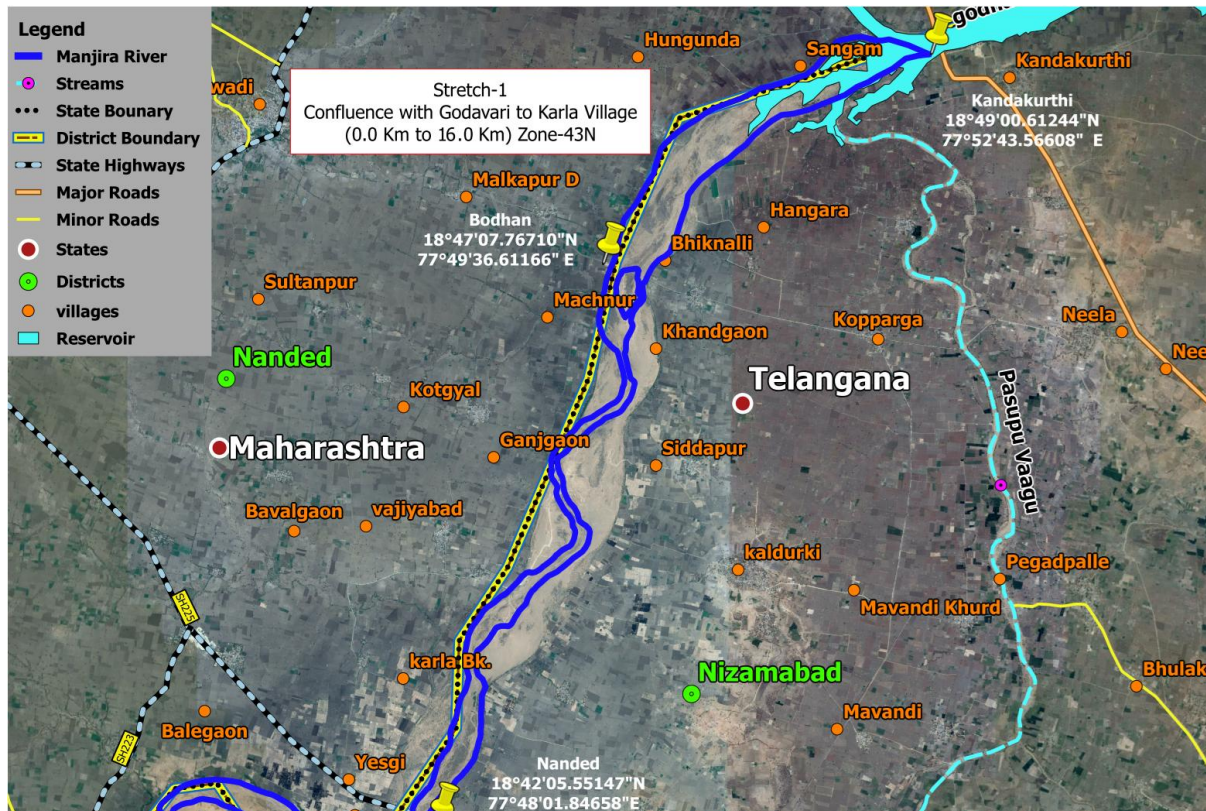 Legend
Manjira River
Streams
State Bounary
District Boundary
State Highways
Major Roads
Minor Roads
States
Districts
villages
Reservoir
Stretch-1
Confluence with Godavari to Karla Village
(0.0 Km to 16.0 Km) Zone-43N
wadi
Hungunda
Sangam
Kandakurthi
Kandakurthi
18°49'00.61244"N
77°52'43.56608" E
Malkapur D
Bodhan
18°47'07.76710"N
77°49'36.61166" E
Hangara
Bhiknalli
Sultanpur
Machnur
Khandgaon
Kopparga
Neela
Nee
Nanded
Kotgyal
Telangana
Maharashtra
Ganjgaon
Siddapur
Pasupu Vaagu
Bavalgaon
vajiyabad
kaldurki
Pegadpalle
Mavandi Khurd
SH225
karla Bk.
Nizamabad
Bhulak
Balegaon
Mavandi
SH223
Yesgi
Nanded
18°42'05.55147"N
77°48'01.84658"E